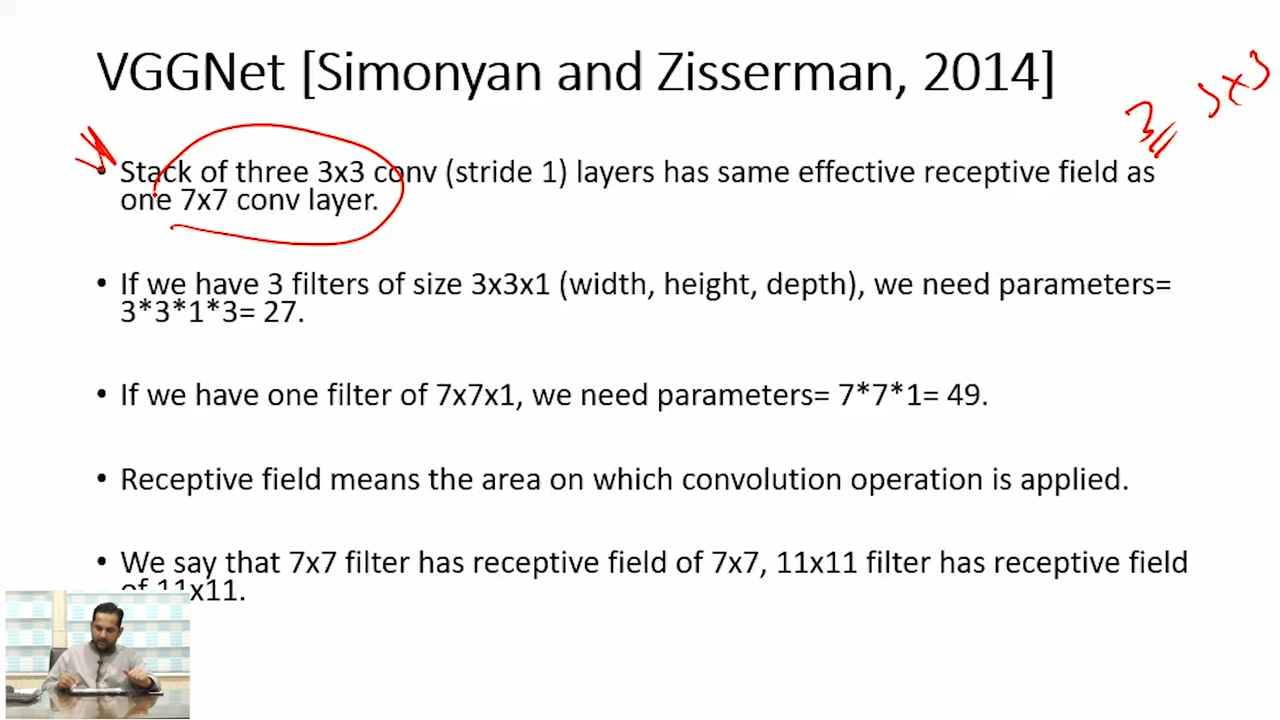 VGGNet [Simonyan and Zisserman, 2014]
3 3x3
• Stack of three 3x3 conv (stride 1) layers has same effective receptive field as
one 7x7 conv layer.
• If we have 3 filters of size 3x3x1 (width, height, depth), we need parameters=
3*3*1*3= 27.
• If we have one filter of 7x7x1, we need parameters= 7*7*1= 49.
• Receptive field means the area on which convolution operation is applied.
• We say that 7x7 filter has receptive field of 7x7, 11x11 filter has receptive field
of 11x11.